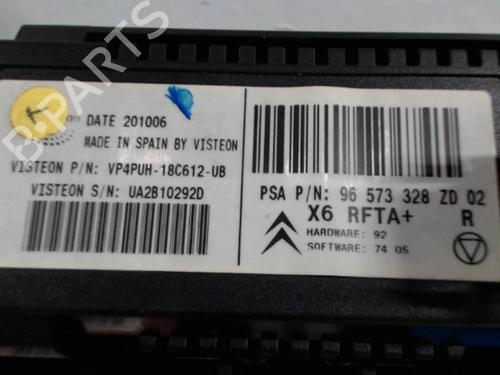 DATE 201006
MADE IN SPAIN BY VISTEON
VISTEON P/N: VP4PUH-18C612-UB
VISTEON S/N: UA2B10292D
PSA P/N: 96 573 328 ZD 02
X6 RFTA+ R
HARDWARE: 92
SOFTWARE: 74 05
B-PARTS